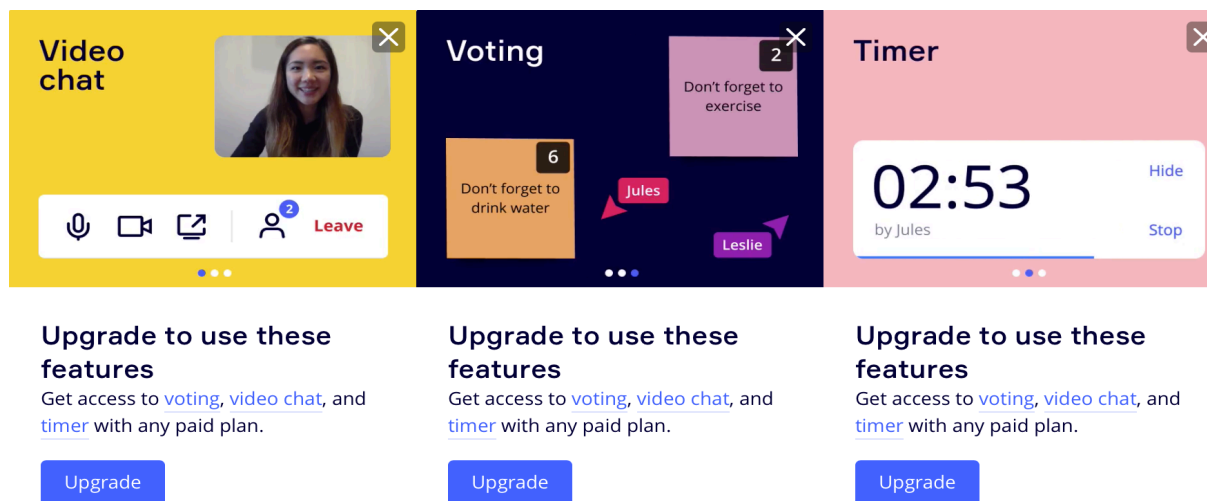 Video
chat
2
Leave
Upgrade to use these
features
Get access to voting, video chat, and
timer with any paid plan.
Upgrade
Voting
2
Don't forget to
exercise
6
Don't forget to
drink water
Jules
Leslie
Upgrade to use these
features
Get access to voting, video chat, and
timer with any paid plan.
Upgrade
Timer
02:53
Hide
by Jules
Stop
Upgrade to use these
features
Get access to voting, video chat, and
timer with any paid plan.
Upgrade